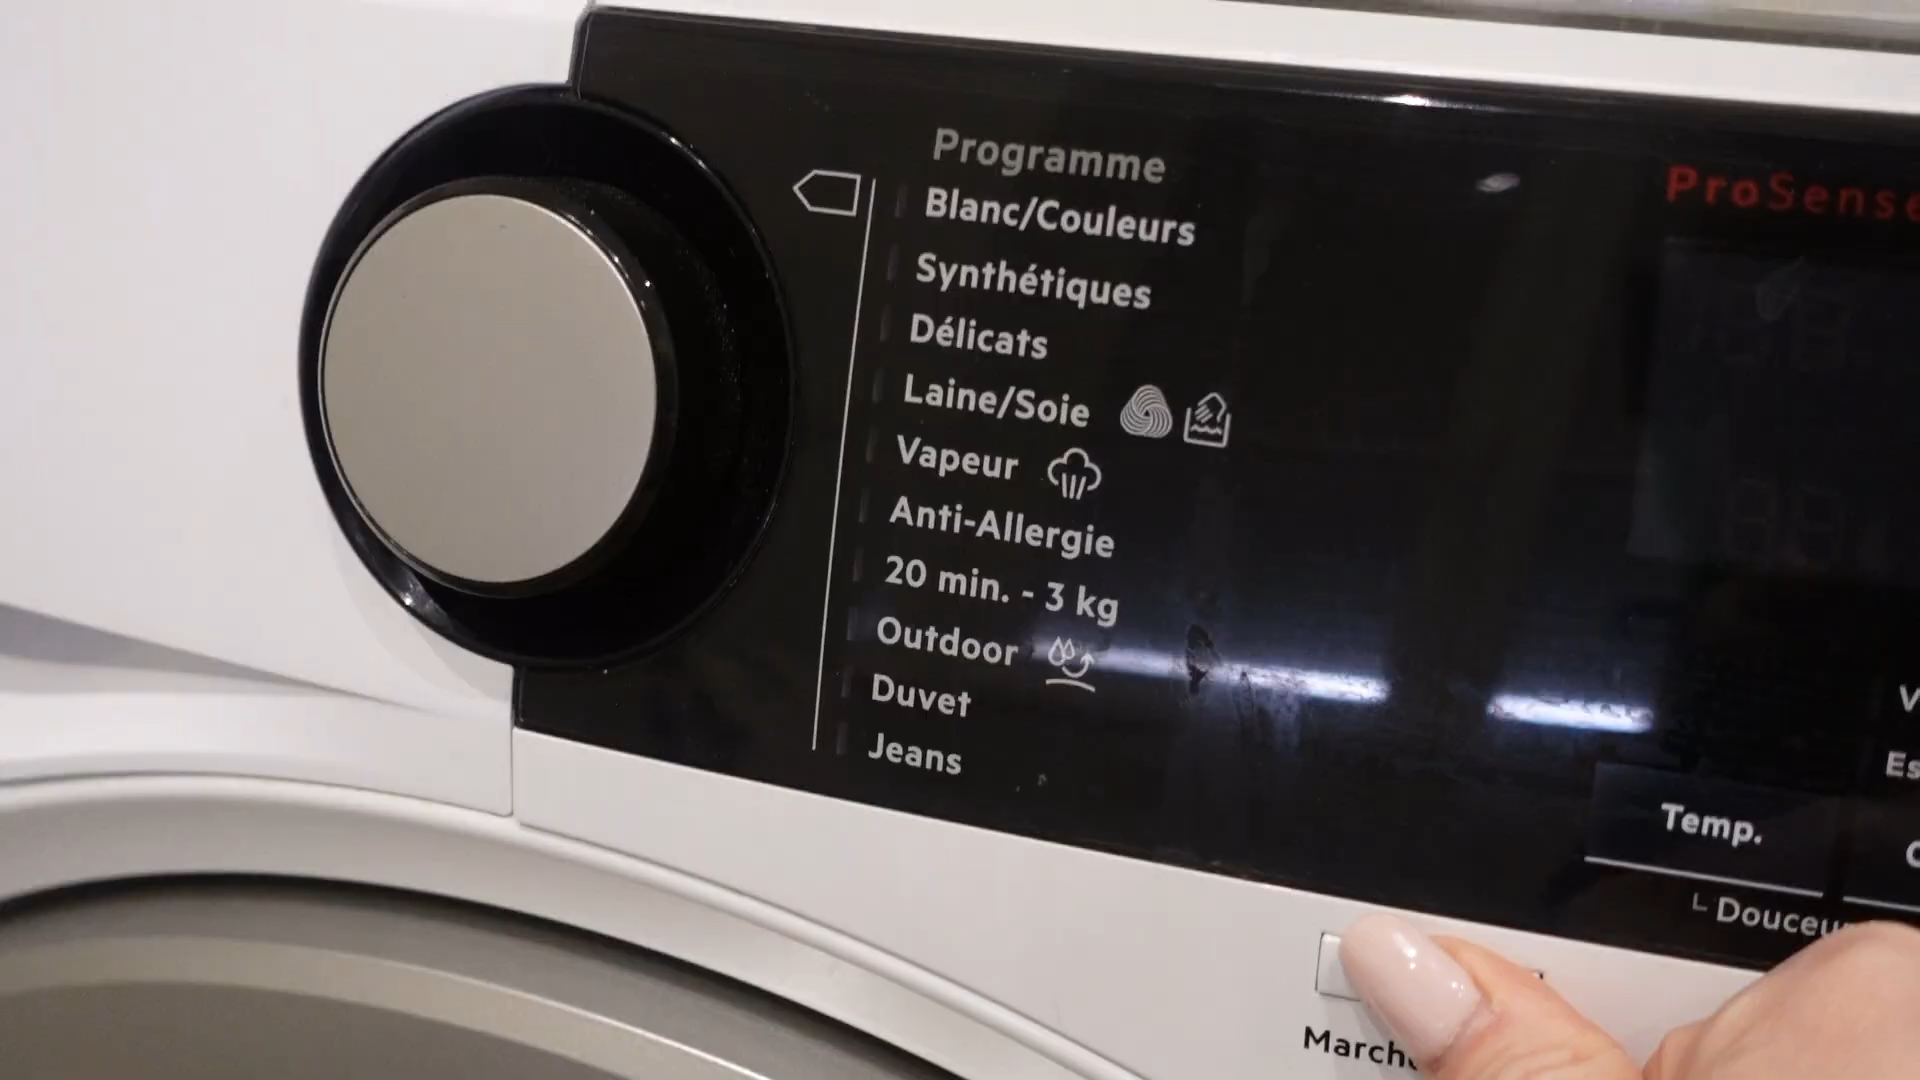 Programme
Blanc/Couleurs
Synthétiques
Délicats
Laine/Soie
Vapeur
Anti-Allergie
20 min. - 3 kg
Outdoor
Duvet
Jeans
ProSense
Temp.